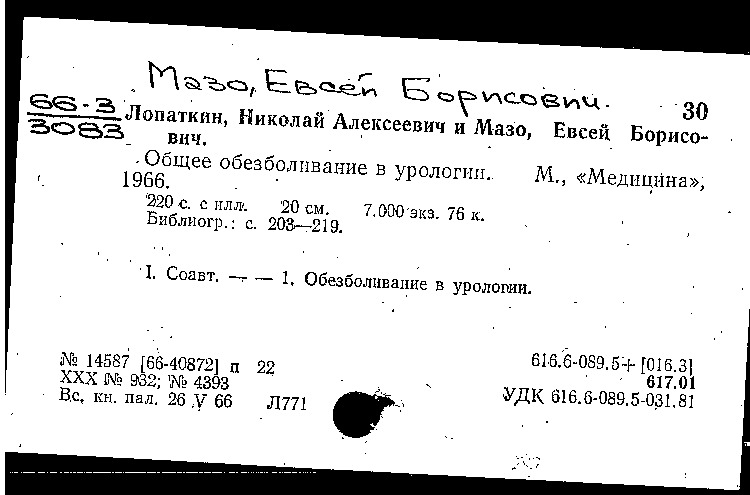 Мазо, Евсей Борисович.
66-3
3083
30
Лопаткин, Николай Алексеевич и Мазо, Евсей Борисо-
вич.
Общее обезболивание в урологии. М., «Медицина»,
1966.
220 с. с илл. 20 см. 7.000 экз. 76 к.
Библиогр.: с. 203—219.
I. Соавт. — — 1. Обезболивание в урологии.
№ 14587 [66-40872] п 22
XXX № 932; № 4393
Вс. кн. пал. 26 V 66 Л771
616.6-089.5+[016.3]
617.01
УДК 616.6-089.5-031.81